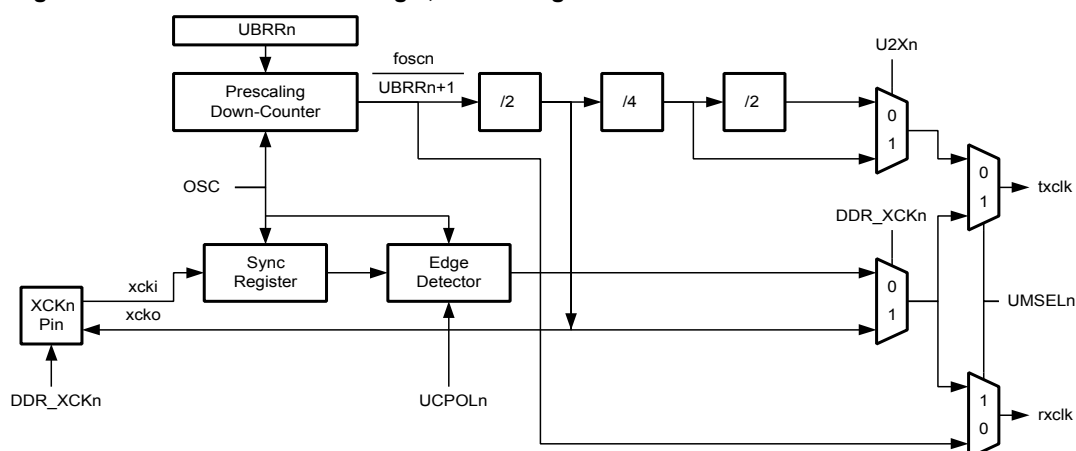 UBRRn
U2Xn
foscn
UBRRn+1
Prescaling
Down-Counter
/2
/4
/2
0
1
OSC
0
1
txclk
DDR_XCKn
Sync
Register
Edge
Detector
xcki
0
1
XCKn
Pin
xcko
UMSELn
DDR_XCKn
UCPOLn
1
0
rxclk